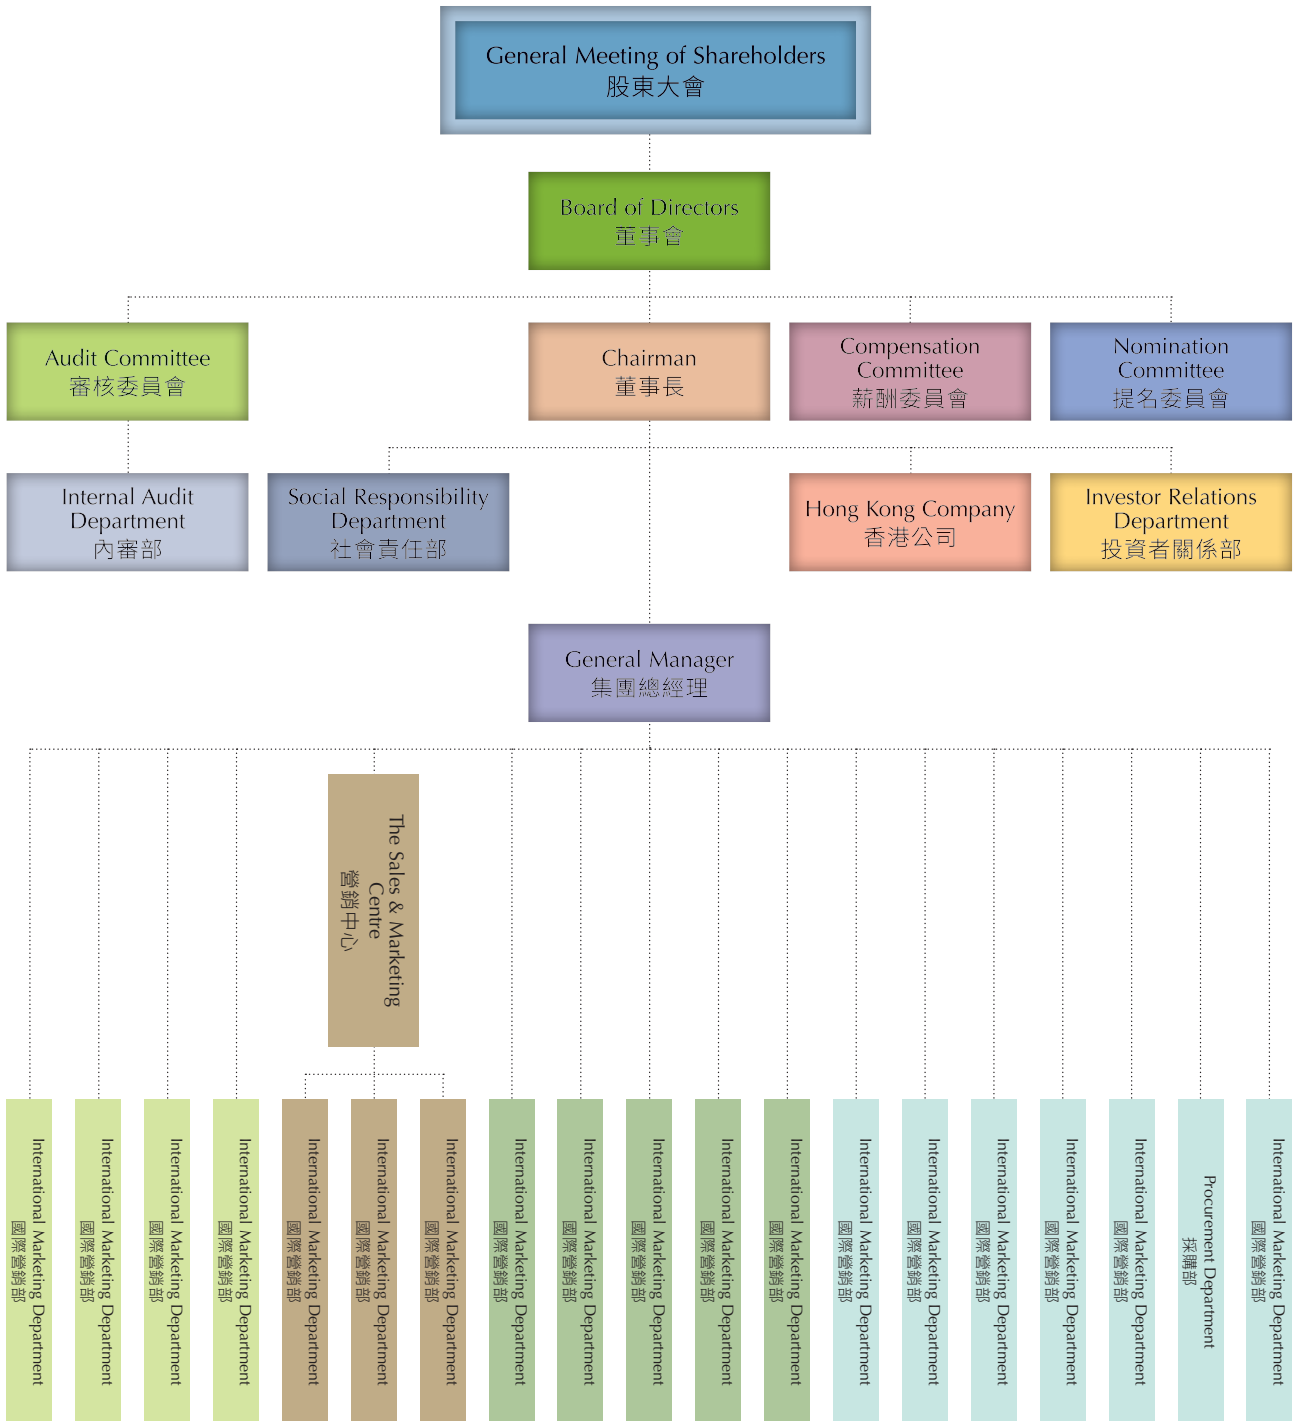 General Meeting of Shareholders
股東大會
Board of Directors
董事會
Audit Committee
審核委員會
Chairman
董事長
Compensation
Committee
薪酬委員會
Nomination
Committee
提名委員會
Internal Audit
Department
內審部
Social Responsibility
Department
社會責任部
Hong Kong Company
香港公司
Investor Relations
Department
投資者關係部
General Manager
集團總經理
The Sales & Marketing
Centre
營銷中心
International Marketing Department
國際營銷部
International Marketing Department
國際營銷部
International Marketing Department
國際營銷部
International Marketing Department
國際營銷部
International Marketing Department
國際營銷部
International Marketing Department
國際營銷部
International Marketing Department
國際營銷部
International Marketing Department
國際營銷部
International Marketing Department
國際營銷部
International Marketing Department
國際營銷部
International Marketing Department
國際營銷部
International Marketing Department
國際營銷部
International Marketing Department
國際營銷部
International Marketing Department
國際營銷部
International Marketing Department
國際營銷部
International Marketing Department
國際營銷部
International Marketing Department
國際營銷部
Procurement Department
採購部
International Marketing Department
國際營銷部